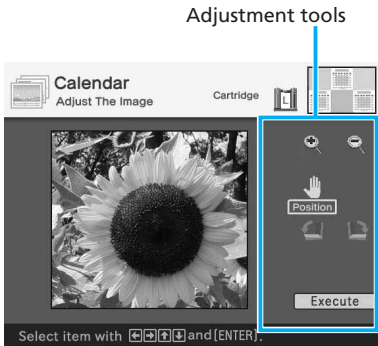 Adjustment tools
Calendar
Adjust The Image
Cartridge
L
Position
Execute
Select item with [←][→][↑][↓] and [ENTER].